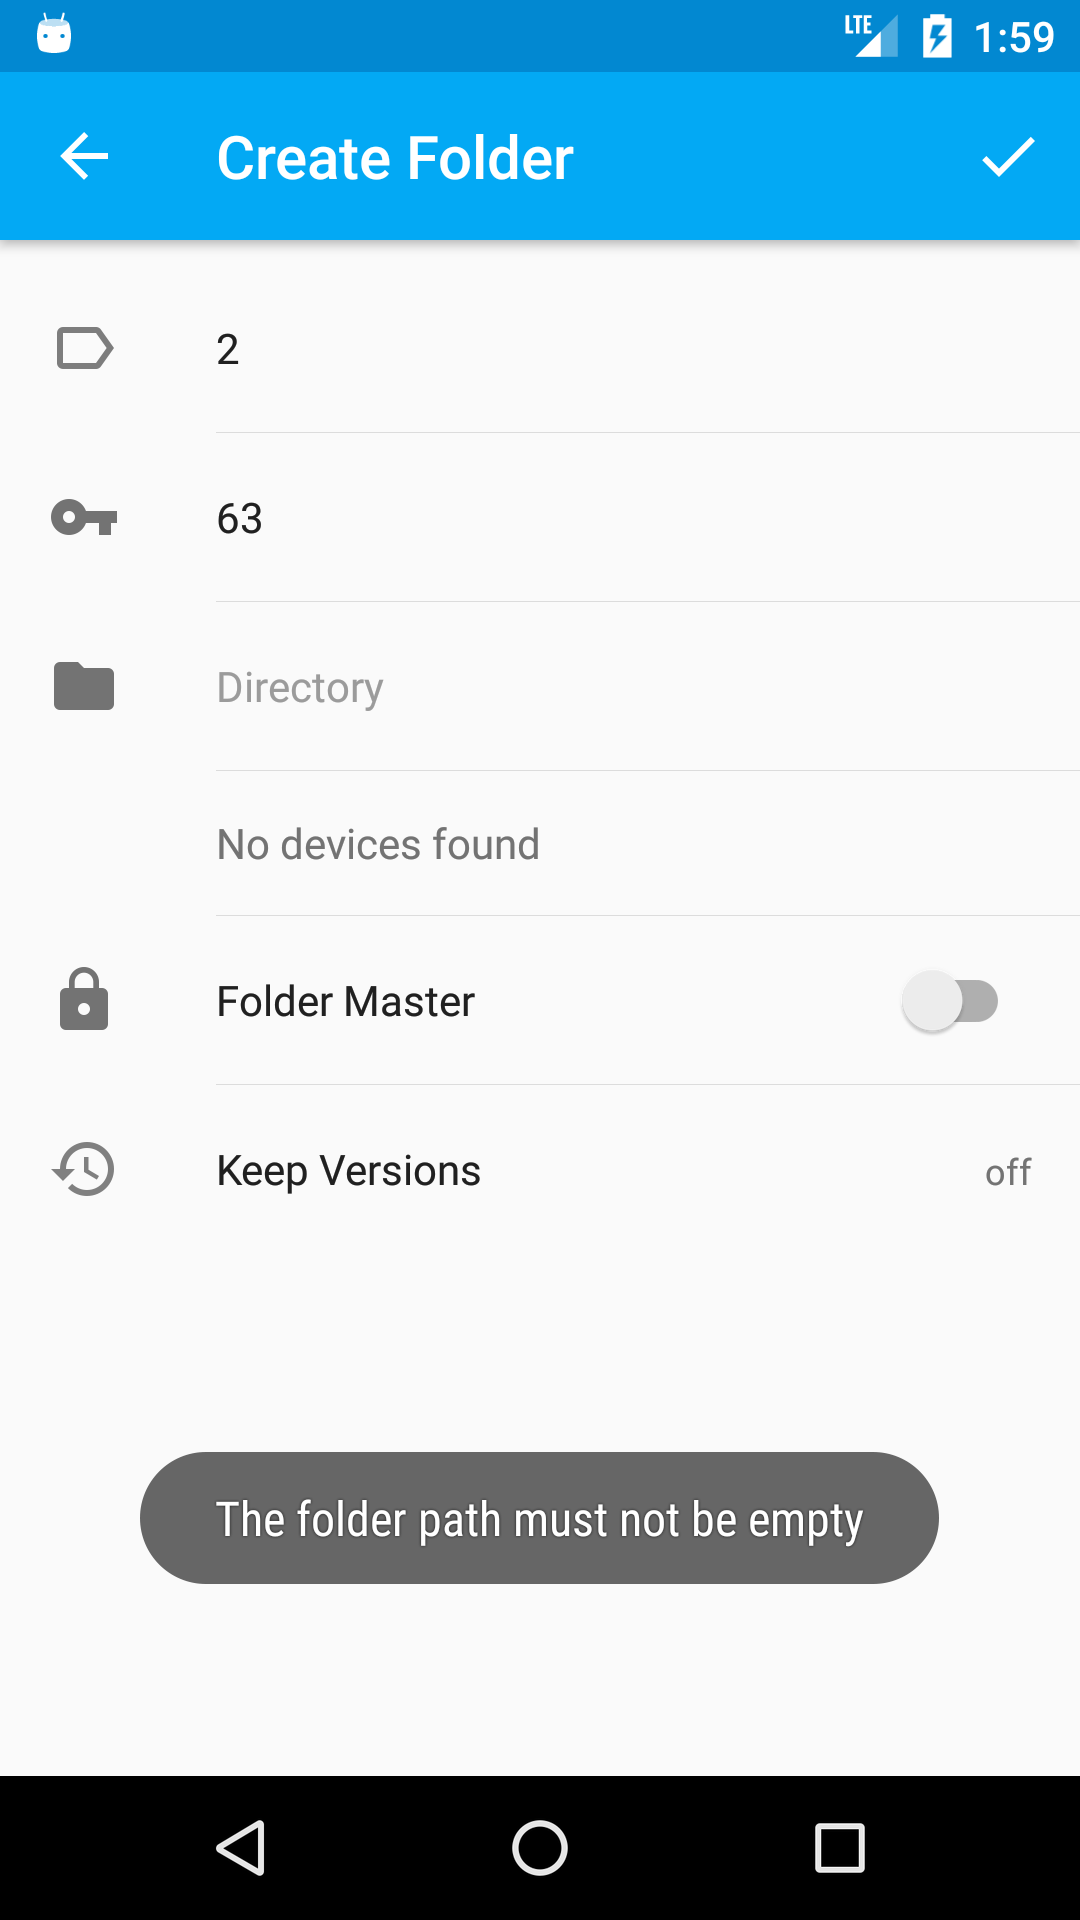 LTE 1:59
Create Folder
2
63
Directory
No devices found
Folder Master
Keep Versions off
The folder path must not be empty